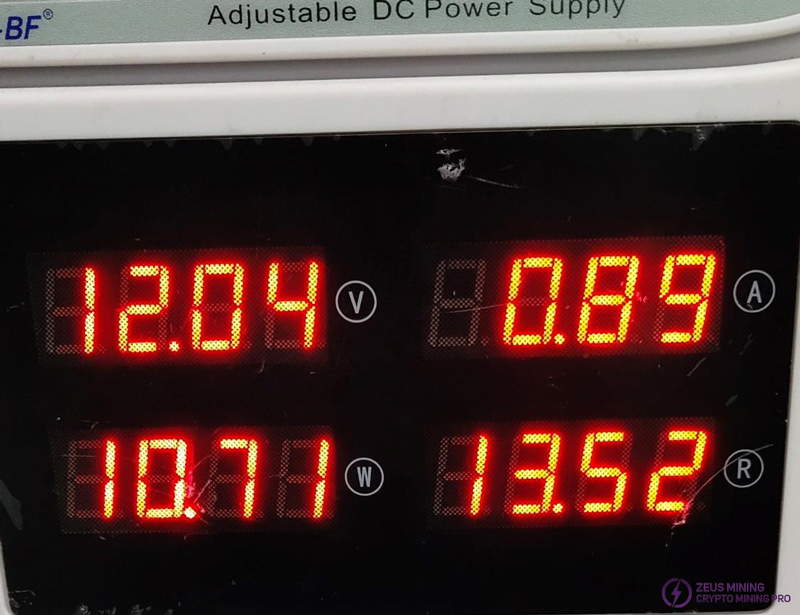 Adjustable DC Power Supply
-BF®
12.04 V
0.89 A
10.71 W
13.52 R
ZEUS MINING
CRYPTO MINING PRO